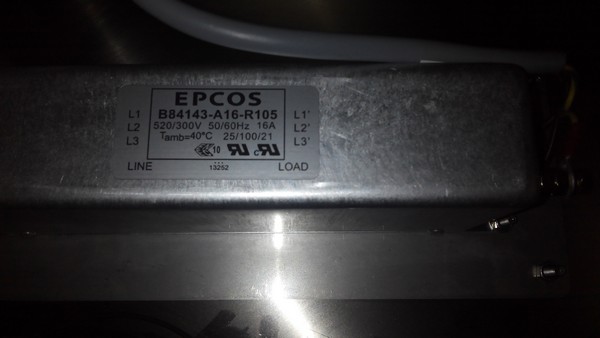 EPCOS
L1 B84143-A16-R105 L1'
L2 520/300V 50/60Hz 16A L2'
L3 Tamb=40°C 25/100/21 L3'
10
LINE 13252 LOAD